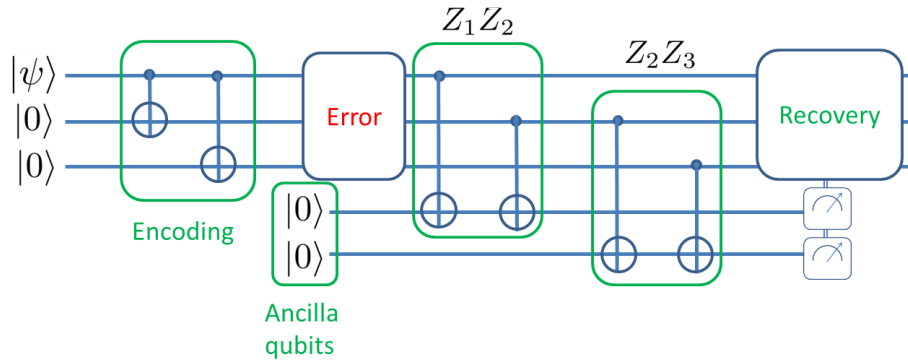 Z₁Z₂
Z₂Z₃
|ψ⟩
|0⟩
|0⟩
Error
Recovery
Encoding
|0⟩
|0⟩
Ancilla
qubits